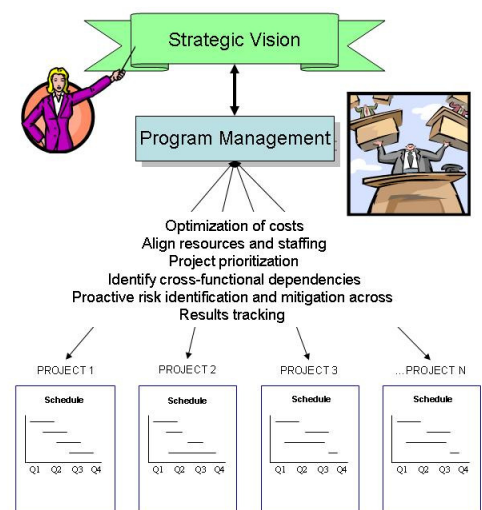 Strategic Vision
Program Management
Optimization of costs
Align resources and staffing
Project prioritization
Identify cross-functional dependencies
Proactive risk identification and mitigation across
Results tracking
PROJECT 1
PROJECT 2
PROJECT 3
...PROJECT N
Schedule
Q1 Q2 Q3 Q4
Schedule
Q1 Q2 Q3 Q4
Schedule
Q1 Q2 Q3 Q4
Schedule
Q1 Q2 Q3 Q4